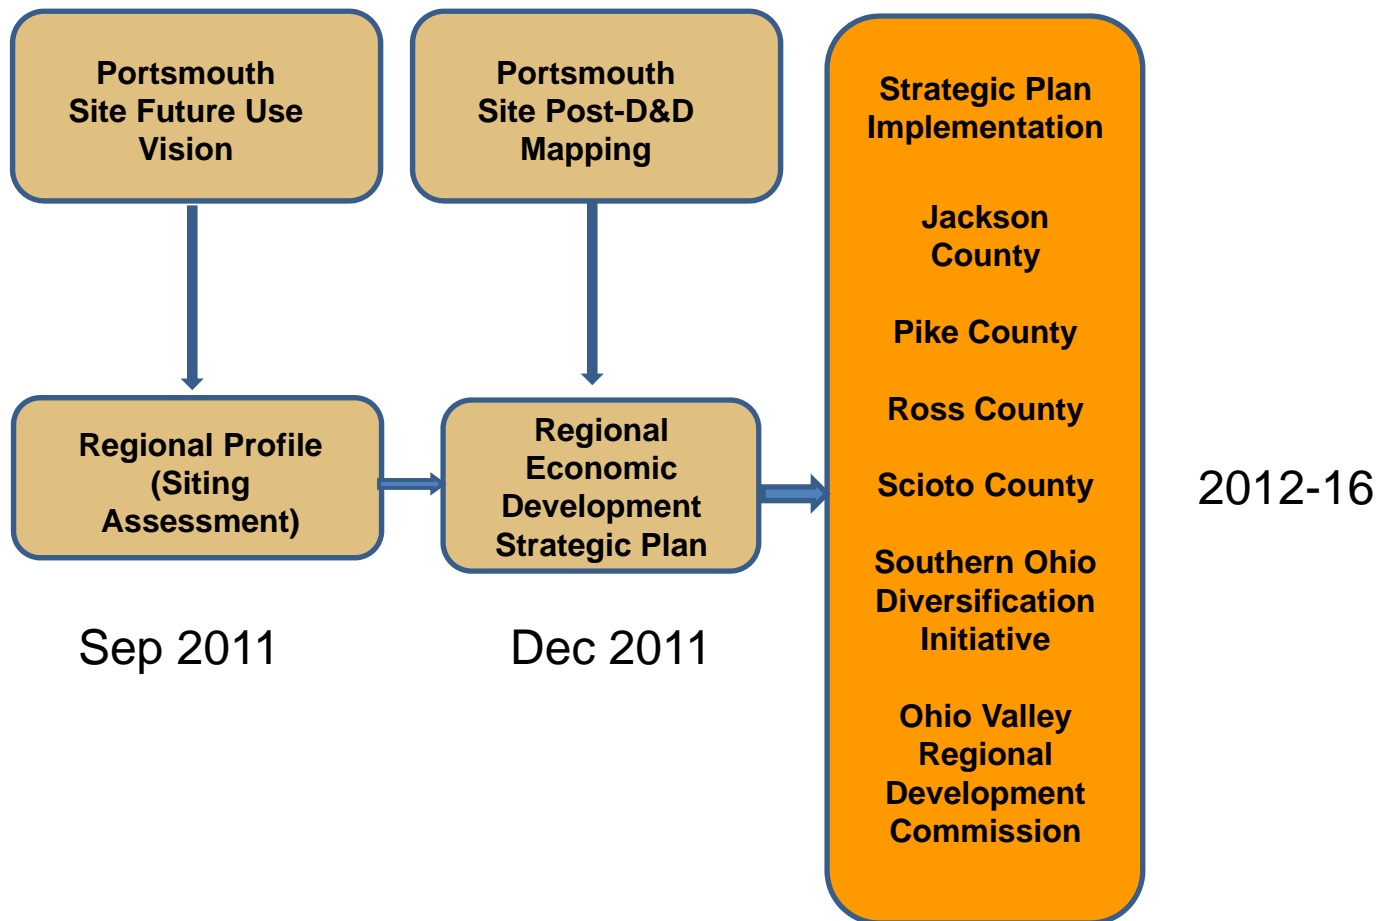 Portsmouth
Site Future Use
Vision
Portsmouth
Site Post-D&D
Mapping
Regional Profile
(Siting
Assessment)
Regional
Economic
Development
Strategic Plan
Sep 2011
Dec 2011
Strategic Plan
Implementation
Jackson
County
Pike County
Ross County
Scioto County
Southern Ohio
Diversification
Initiative
Ohio Valley
Regional
Development
Commission
2012-16